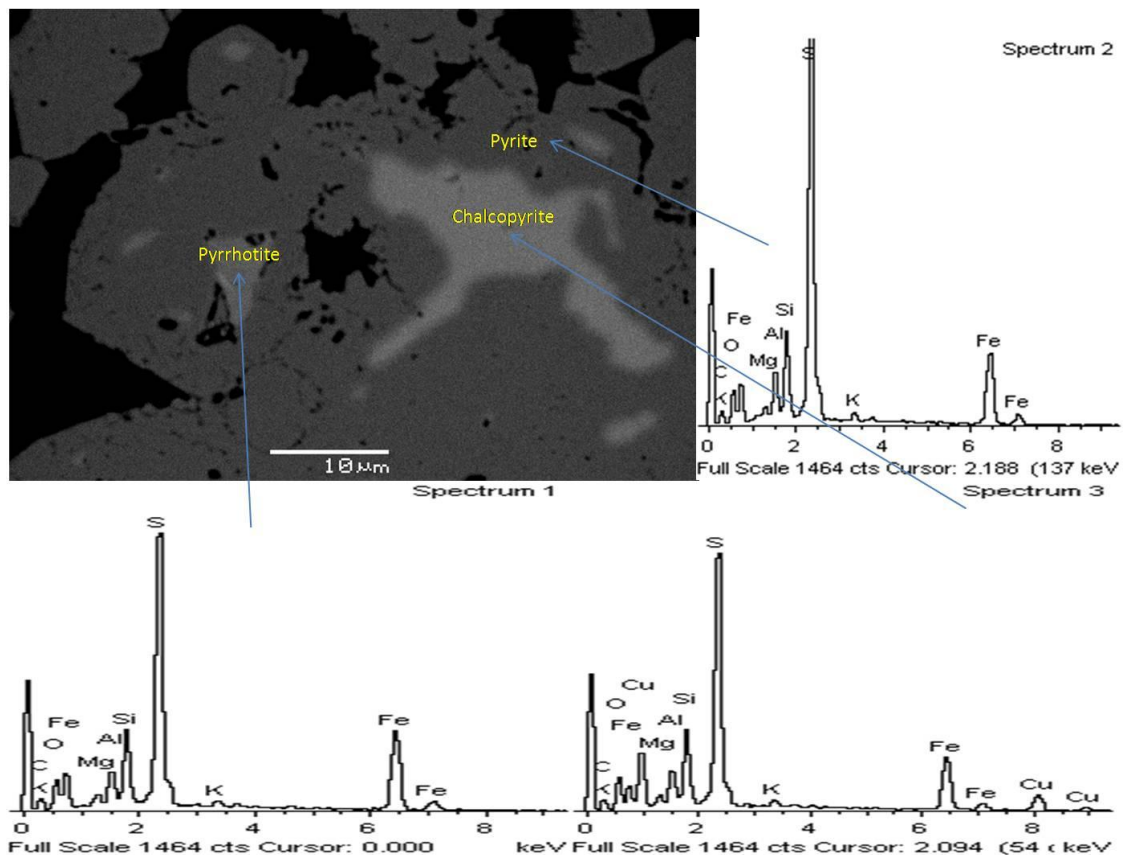 Pyrite
Chalcopyrite
Pyrrhotite
10μm
Spectrum 2
S
Fe
O
C
K
Mg
Al
Si
K
Fe
Fe
0 2 4 6 8
Full Scale 1464 cts Cursor: 2.188 (137 keV
Spectrum 1
S
Fe
O
C
K
Mg
Al
Si
K
Fe
Fe
0 2 4 6 8
Full Scale 1464 cts Cursor: 0.000 keV
Spectrum 3
S
Cu
O
Fe
C
K
Mg
Al
Si
K
Fe
Fe
Cu
Cu
0 2 4 6 8
Full Scale 1464 cts Cursor: 2.094 (54 ( keV